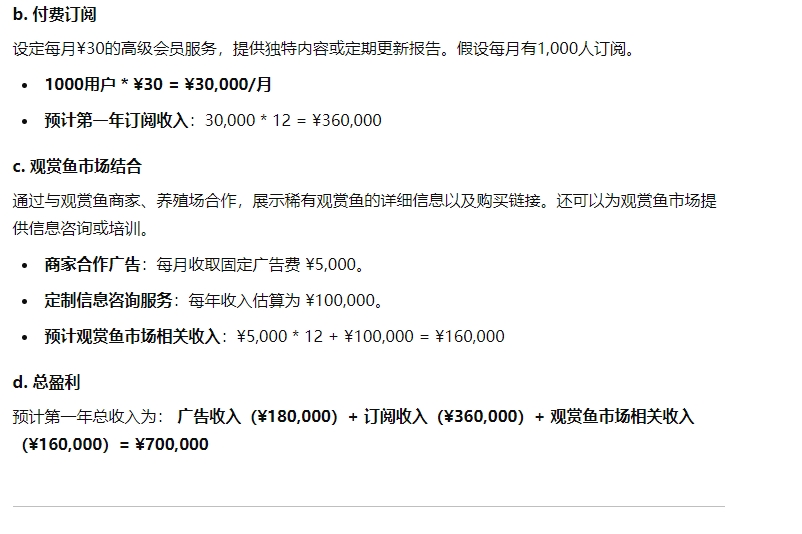 b. 付费订阅
设定每月¥30的高级会员服务，提供独特内容或定期更新报告。假设每月有1,000人订阅。
• 1000用户 * ¥30 = ¥30,000/月
• 预计第一年订阅收入：30,000 * 12 = ¥360,000
c. 观赏鱼市场结合
通过与观赏鱼商家、养殖场合作，展示稀有观赏鱼的详细信息以及购买链接。还可以为观赏鱼市场提
供信息咨询或培训。
• 商家合作广告：每月收取固定广告费 ¥5,000。
• 定制信息咨询服务：每年收入估算为 ¥100,000。
• 预计观赏鱼市场相关收入：¥5,000 * 12 + ¥100,000 = ¥160,000
d. 总盈利
预计第一年总收入为： 广告收入（¥180,000）+ 订阅收入（¥360,000）+ 观赏鱼市场相关收入
（¥160,000）= ¥700,000